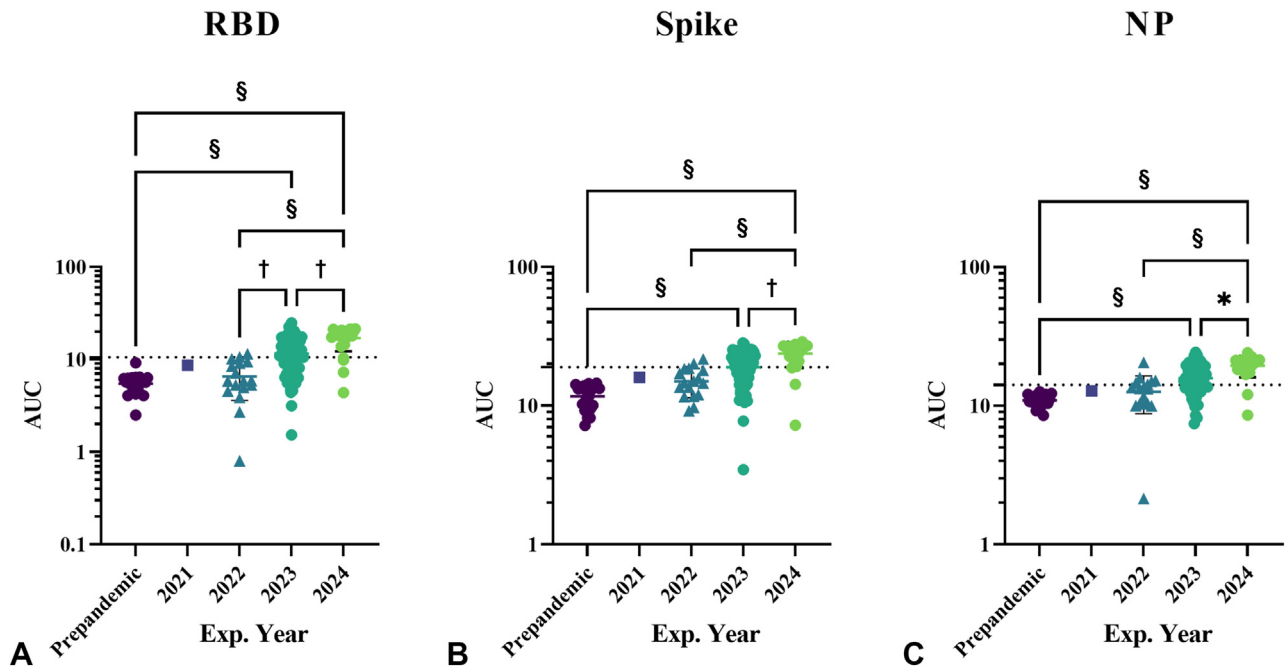 RBD
§
§
§
† †
100
10
1
0.1
AUC
Prepandemic
2021
2022
2023
2024
Exp. Year
A
Spike
§
§
§
†
100
10
1
AUC
Prepandemic
2021
2022
2023
2024
Exp. Year
B
NP
§
§
§
*
100
10
1
AUC
Prepandemic
2021
2022
2023
2024
Exp. Year
C